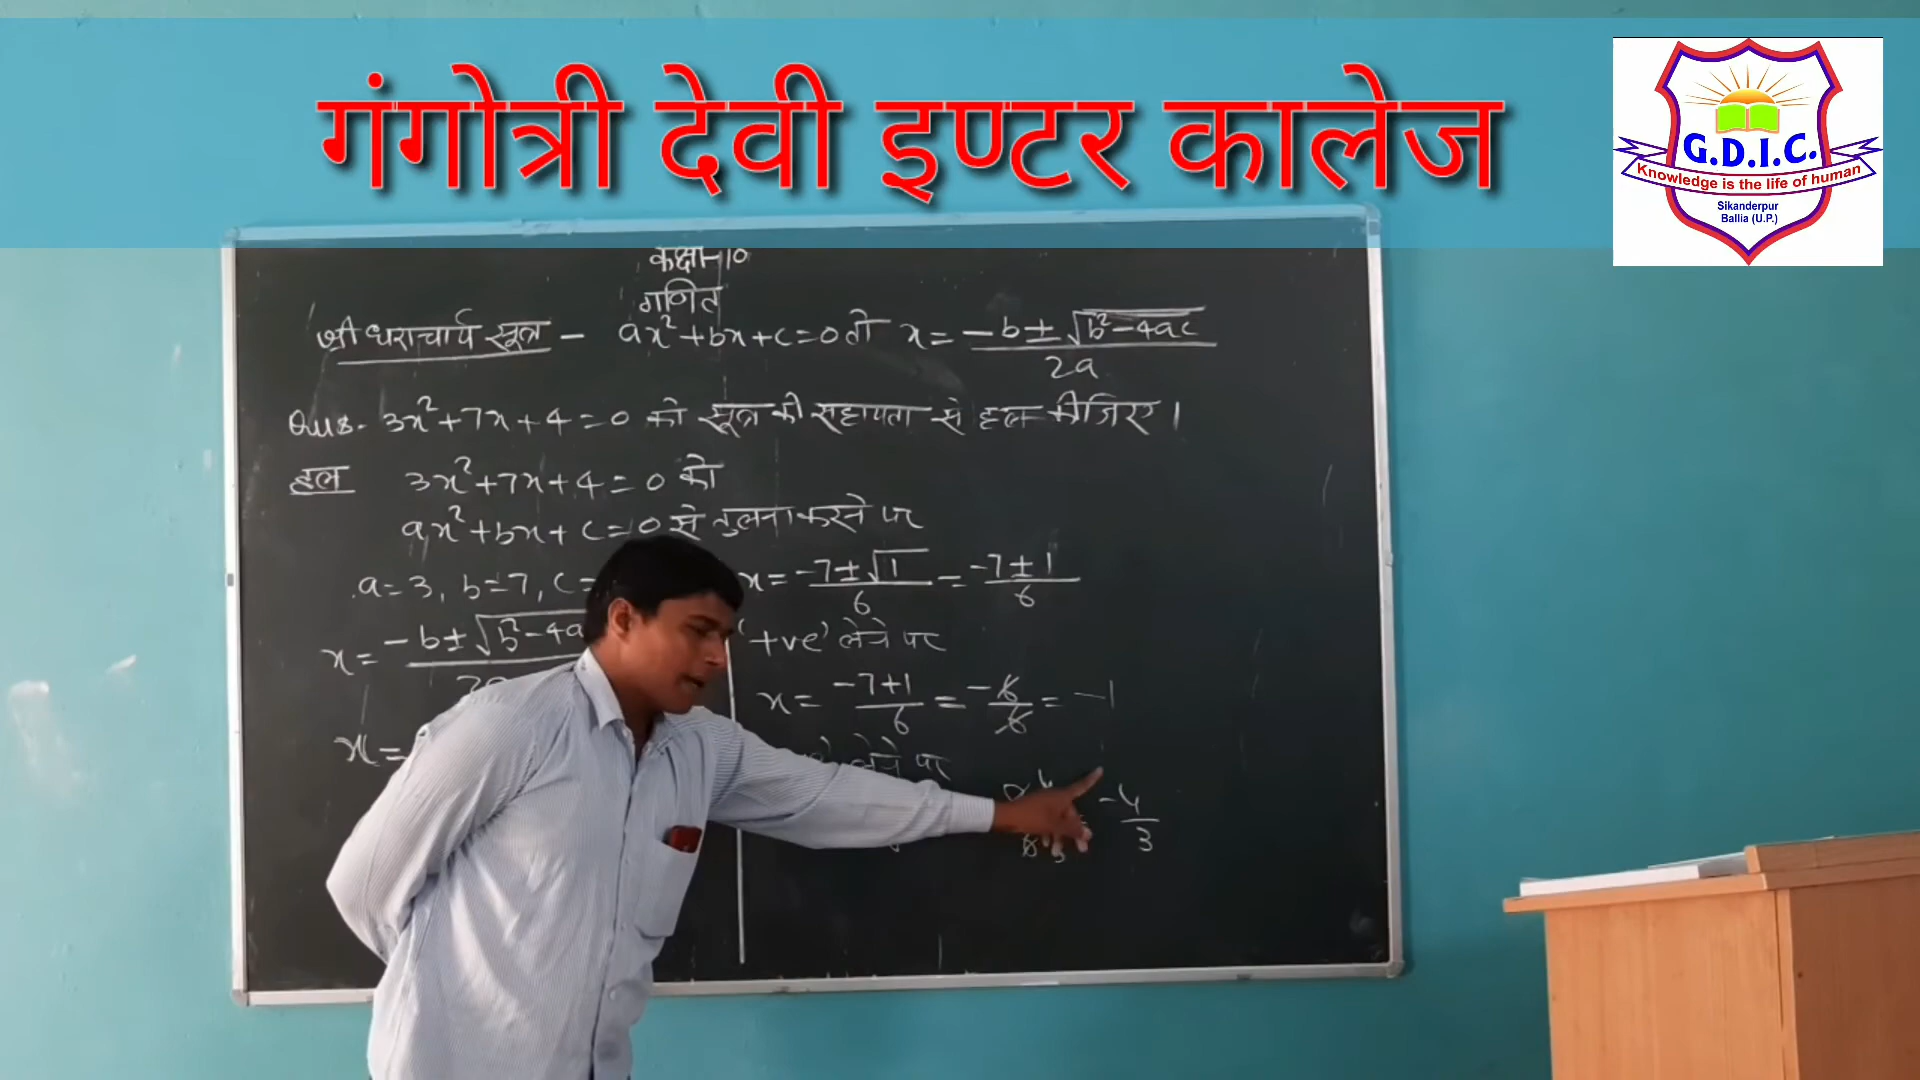 गंगोत्री देवी इण्टर कालेज
G.D.I.C.
Knowledge is the life of human
Sikanderpur
Ballia (U.P.)
कक्षा-10
गणित
श्रीधराचार्य सूत्र - ax²+bx+c=0 तो x = -b±√b²-4ac / 2a
Ques. 3x²+7x+4=0 को सूत्र की सहायता से हल कीजिए।
हल 3x²+7x+4=0 को
ax²+bx+c=0 से तुलना करने पर
a=3, b=7, c=
x = -b±√b²-4a
x =
x = -7±√1 / 6 = -7±1 / 6
'+ve' लेने पर
x = -7+1 / 6 = -6 / 6 = -1
लेने पर
-4 / 3